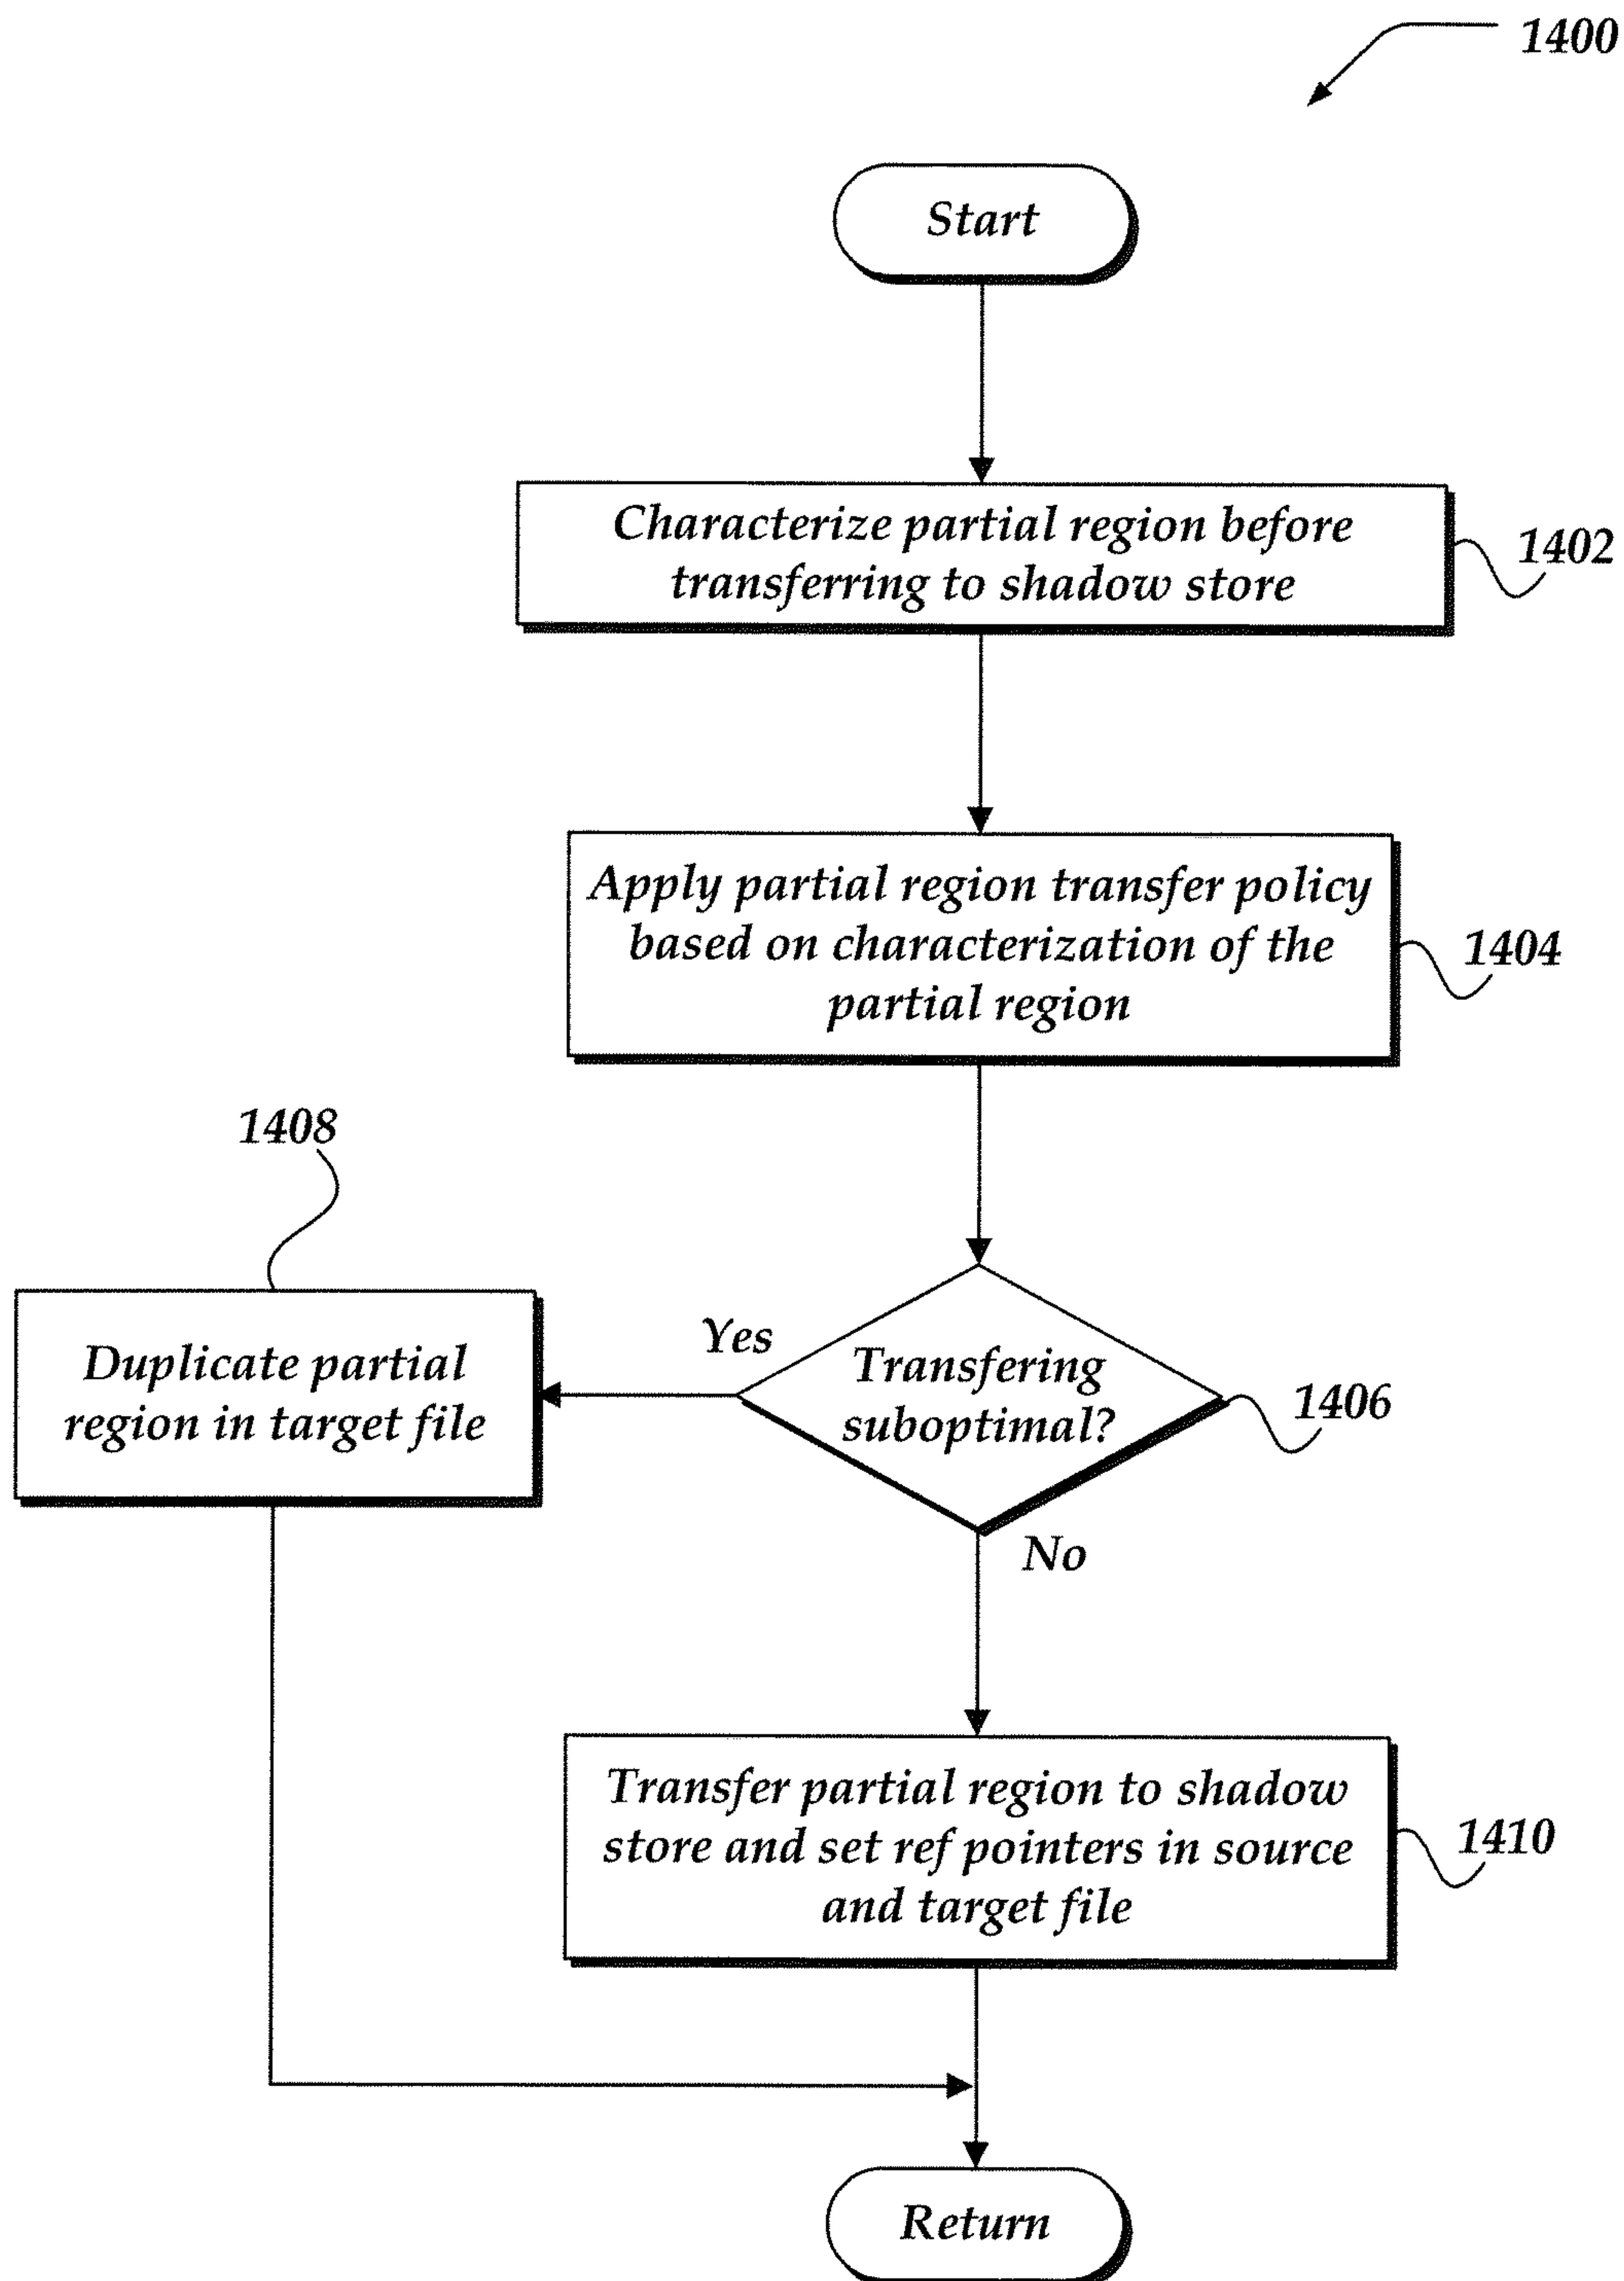 1400
Start
Characterize partial region before
transferring to shadow store
1402
Apply partial region transfer policy
based on characterization of the
partial region
1404
1408
Duplicate partial
region in target file
Yes
Transfering
suboptimal?
1406
No
Transfer partial region to shadow
store and set ref pointers in source
and target file
1410
Return